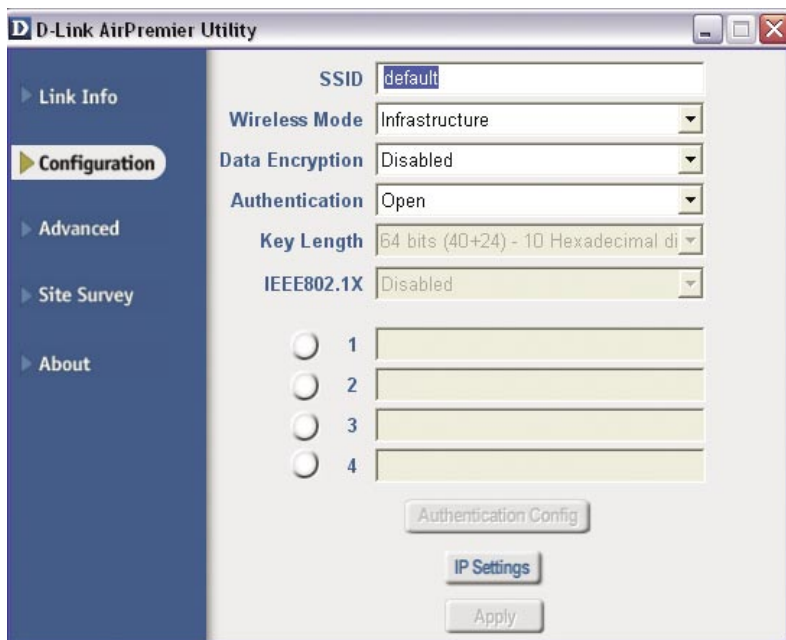 D D-Link AirPremier Utility
Link Info
Configuration
Advanced
Site Survey
About
SSID default
Wireless Mode Infrastructure
Data Encryption Disabled
Authentication Open
Key Length 64 bits (40+24) - 10 Hexadecimal di
IEEE802.1X Disabled
1
2
3
4
Authentication Config
IP Settings
Apply